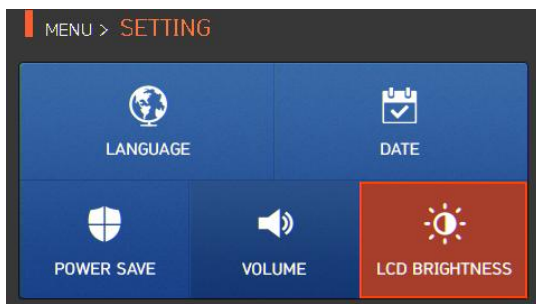 MENU > SETTING
LANGUAGE
DATE
POWER SAVE
VOLUME
LCD BRIGHTNESS